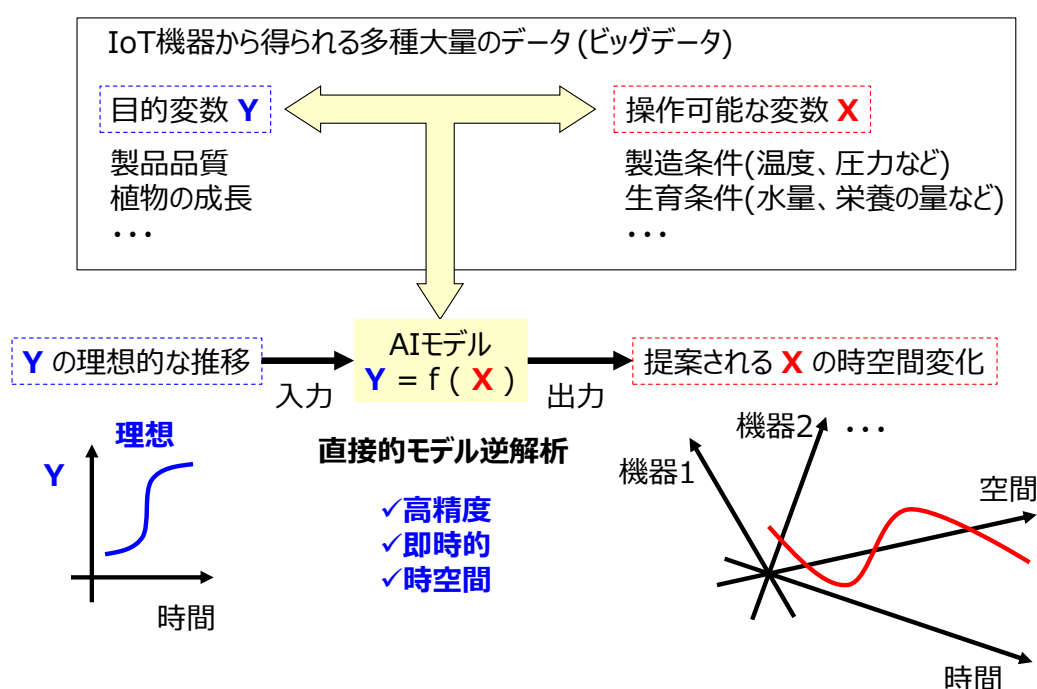 IoT機器から得られる多種大量のデータ (ビッグデータ)
目的変数 Y
操作可能な変数 X
製品品質
植物の成長
・・・
製造条件(温度、圧力など)
生育条件(水量、栄養の量など)
・・・
Y の理想的な推移
入力
AIモデル
Y = f ( X )
出力
提案される X の時空間変化
直接的モデル逆解析
✓高精度
✓即時的
✓時空間
理想
Y
時間
機器1
機器2
・・・
空間
時間